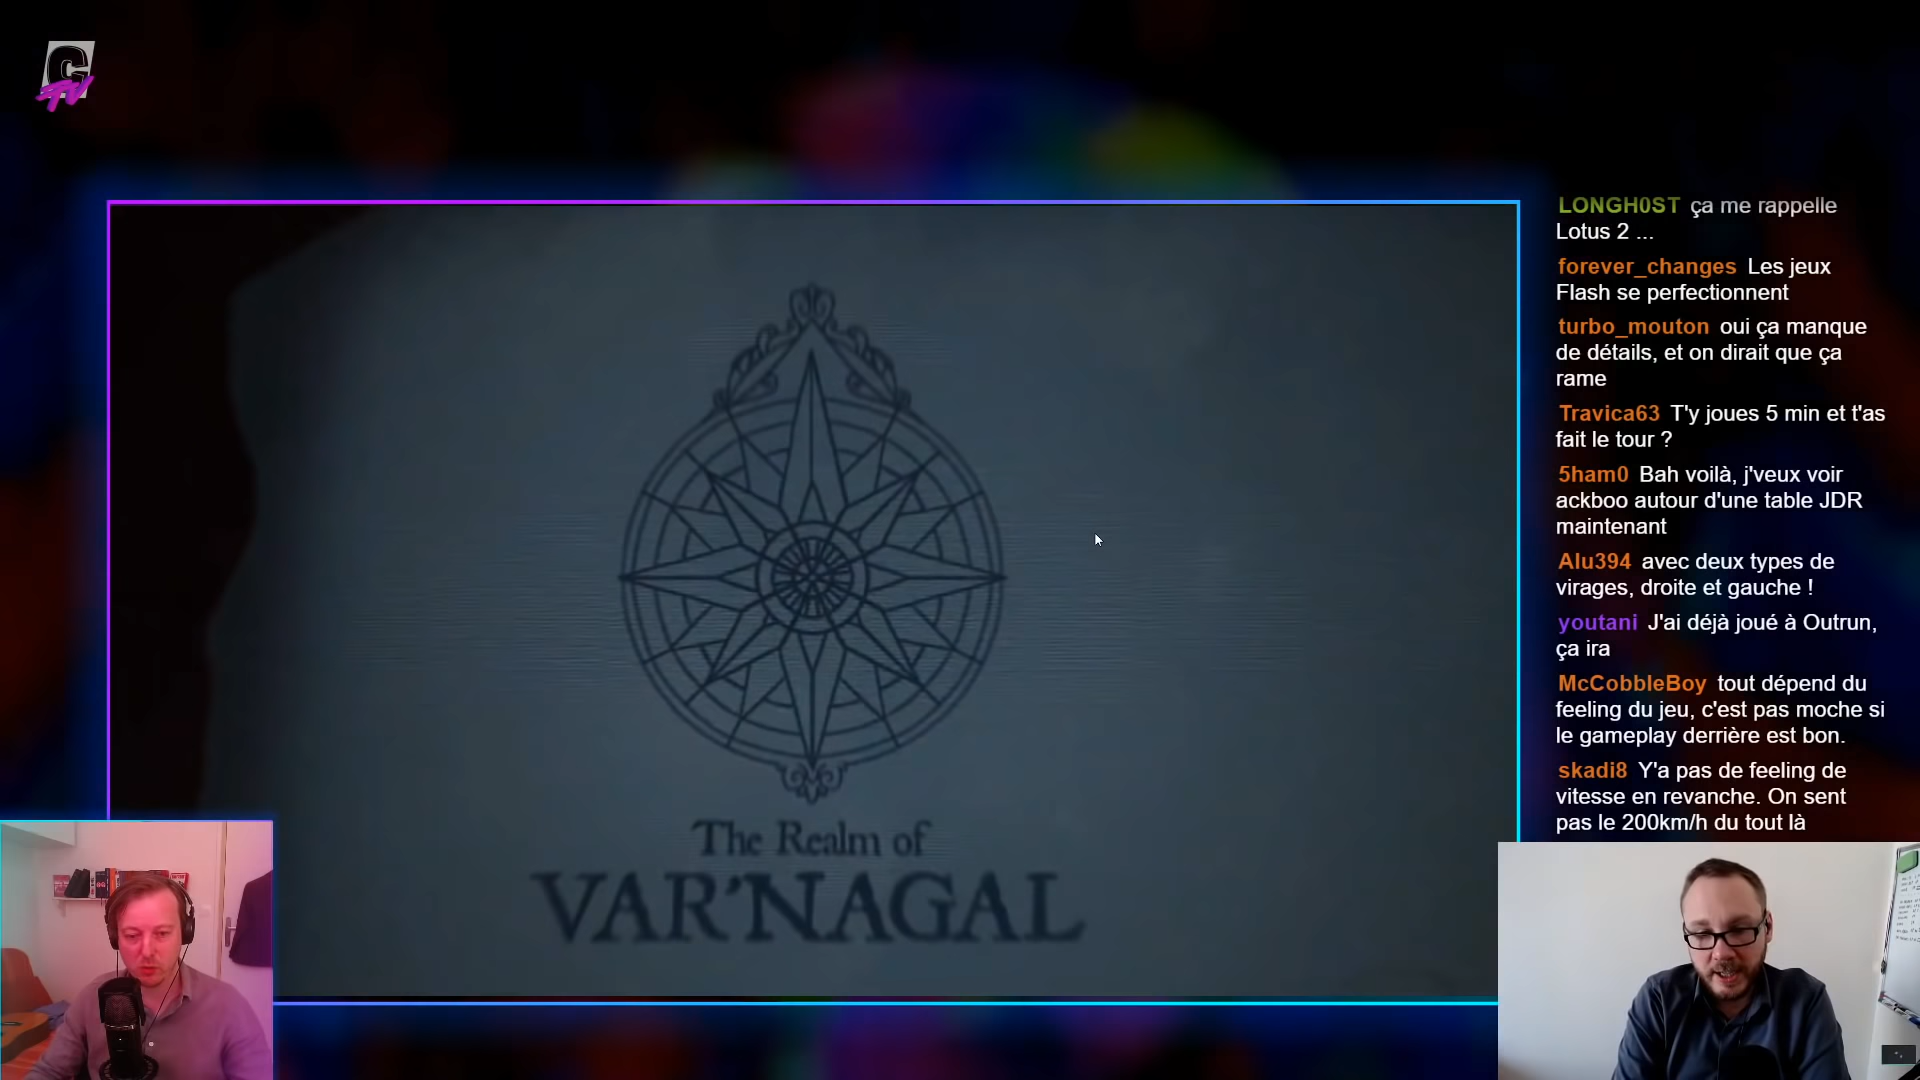 C
TV
The Realm of
VAR'NAGAL
LONGH0ST ça me rappelle
Lotus 2 ...
forever_changes Les jeux
Flash se perfectionnent
turbo_mouton oui ça manque
de détails, et on dirait que ça
rame
Travica63 T'y joues 5 min et t'as
fait le tour ?
5ham0 Bah voilà, j'veux voir
ackboo autour d'une table JDR
maintenant
Alu394 avec deux types de
virages, droite et gauche !
youtani J'ai déjà joué à Outrun,
ça ira
McCobbleBoy tout dépend du
feeling du jeu, c'est pas moche si
le gameplay derrière est bon.
skadi8 Y'a pas de feeling de
vitesse en revanche. On sent
pas le 200km/h du tout là